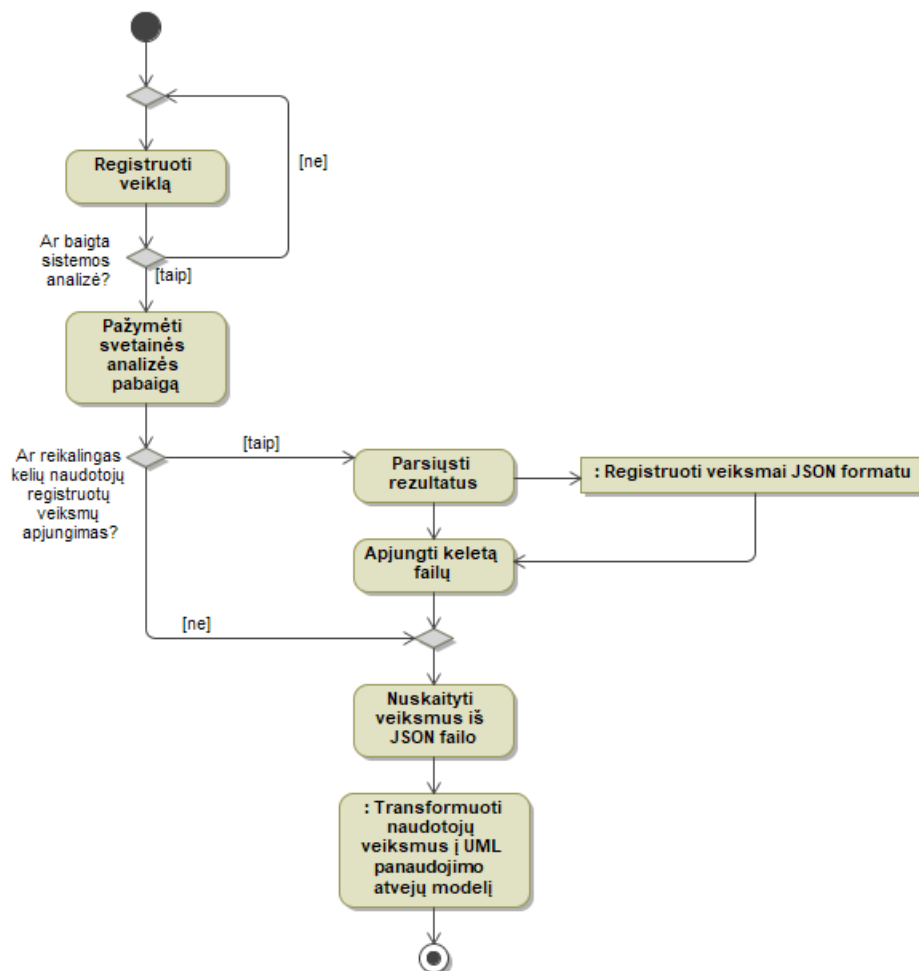 Registruoti
veiklą
[ne]
Ar baigta
sistemos
analizė?
[taip]
Pažymėti
svetainės
analizės
pabaigą
Ar reikalingas
kelių naudotojų
registruotų
veiksmų
apjungimas?
[taip]
Parsiųsti
rezultatus
: Registruoti veiksmai JSON formatu
Apjungti keletą
failų
[ne]
Nuskaityti
veiksmus iš
JSON failo
: Transformuoti
naudotojų
veiksmus į UML
panaudojimo
atvejų modelį